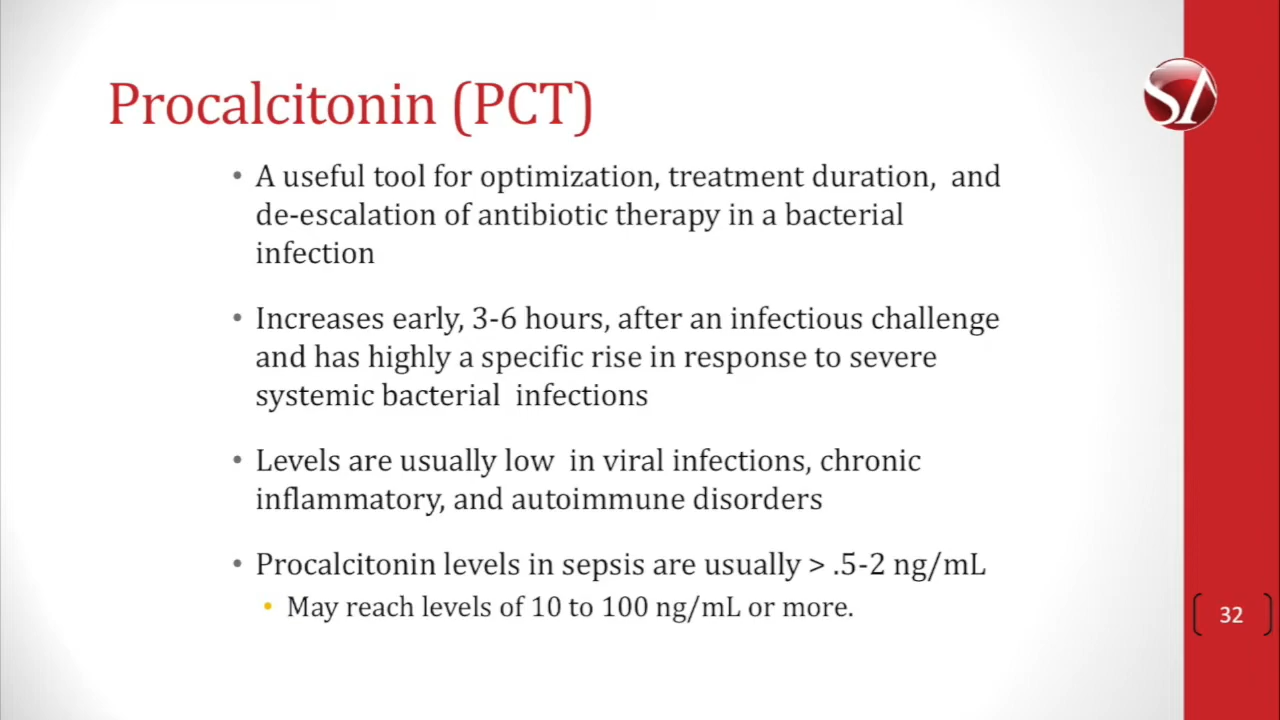 Procalcitonin (PCT)
SA
• A useful tool for optimization, treatment duration, and
de-escalation of antibiotic therapy in a bacterial
infection
• Increases early, 3-6 hours, after an infectious challenge
and has highly a specific rise in response to severe
systemic bacterial infections
• Levels are usually low in viral infections, chronic
inflammatory, and autoimmune disorders
• Procalcitonin levels in sepsis are usually > .5-2 ng/mL
• May reach levels of 10 to 100 ng/mL or more.
32